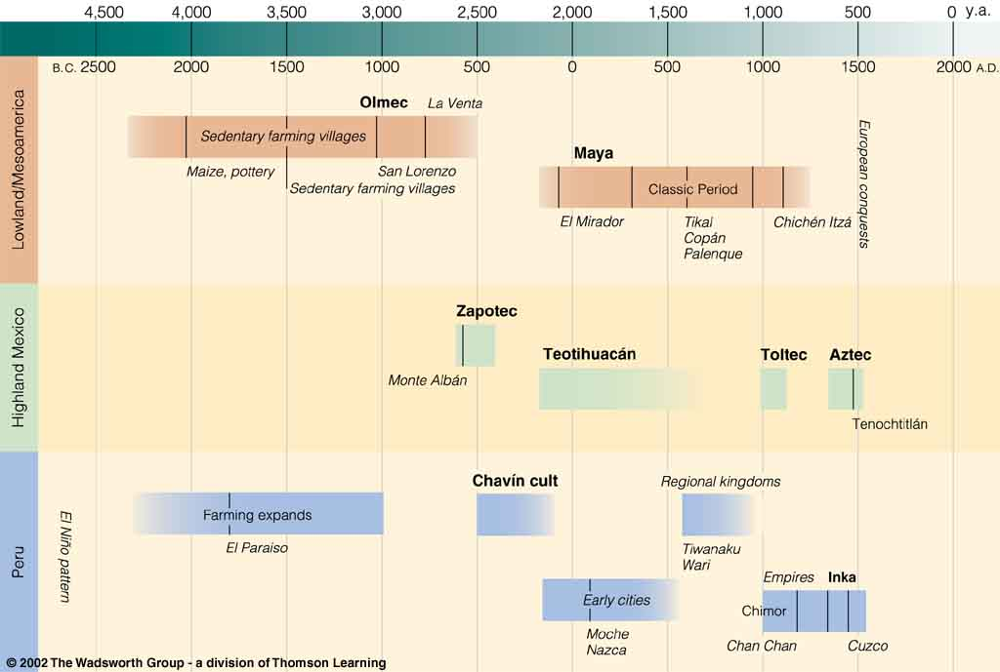 4,500 4,000 3,500 3,000 2,500 2,000 1,500 1,000 500 0 y.a.
B.C. 2500 2000 1500 1000 500 0 500 1000 1500 2000 A.D.
Lowland/Mesoamerica
Olmec La Venta
Sedentary farming villages
Maize, pottery San Lorenzo
Sedentary farming villages
Maya
Classic Period
El Mirador Tikal Chichén Itzá
Copán
Palenque
European conquests
Highland Mexico
Zapotec
Monte Albán
Teotihuacán Toltec Aztec
Tenochtitlán
Peru
El Niño pattern
Chavín cult Regional kingdoms
Farming expands
El Paraiso Tiwanaku
Wari
Empires Inka
Early cities
Chimor
Moche
Nazca
Chan Chan Cuzco
© 2002 The Wadsworth Group - a division of Thomson Learning